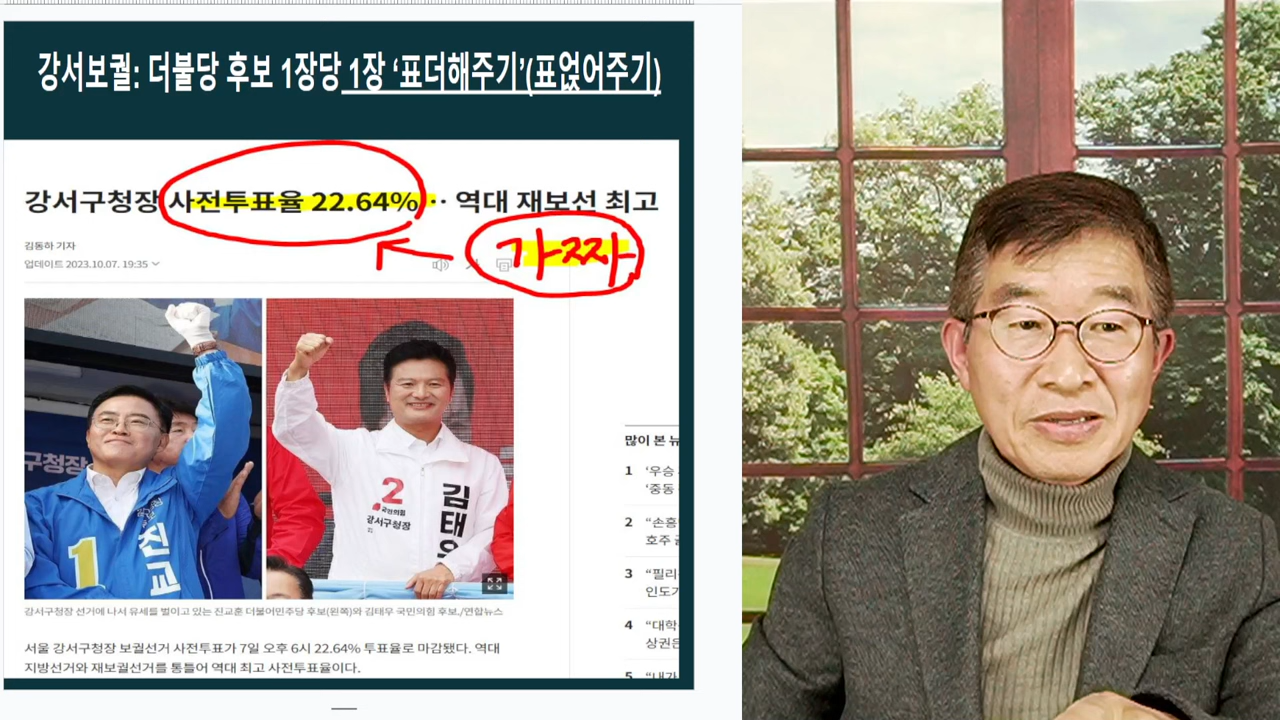 강서보궐: 더불당 후보 1장당 1장 ‘표더해주기’(표얹어주기)
강서구청장 사전투표율 22.64%‥ 역대 재보선 최고
가짜
김동하 기자
업데이트 2023.10.07. 19:35
구청장
1
진교
2
국민의힘
강서구청장
김태우
강서구청장 선거에 나서 유세를 벌이고 있는 진교훈 더불어민주당 후보(왼쪽)와 김태우 국민의힘 후보./연합뉴스
서울 강서구청장 보궐선거 사전투표가 7일 오후 6시 22.64% 투표율로 마감됐다. 역대
지방선거와 재보궐선거를 통틀어 역대 최고 사전투표율이다.
많이 본 뉴
1 ‘우승
‘중동
2 “손흥
호주
3 “필리
인도
4 “대학
상권은
5 “내가